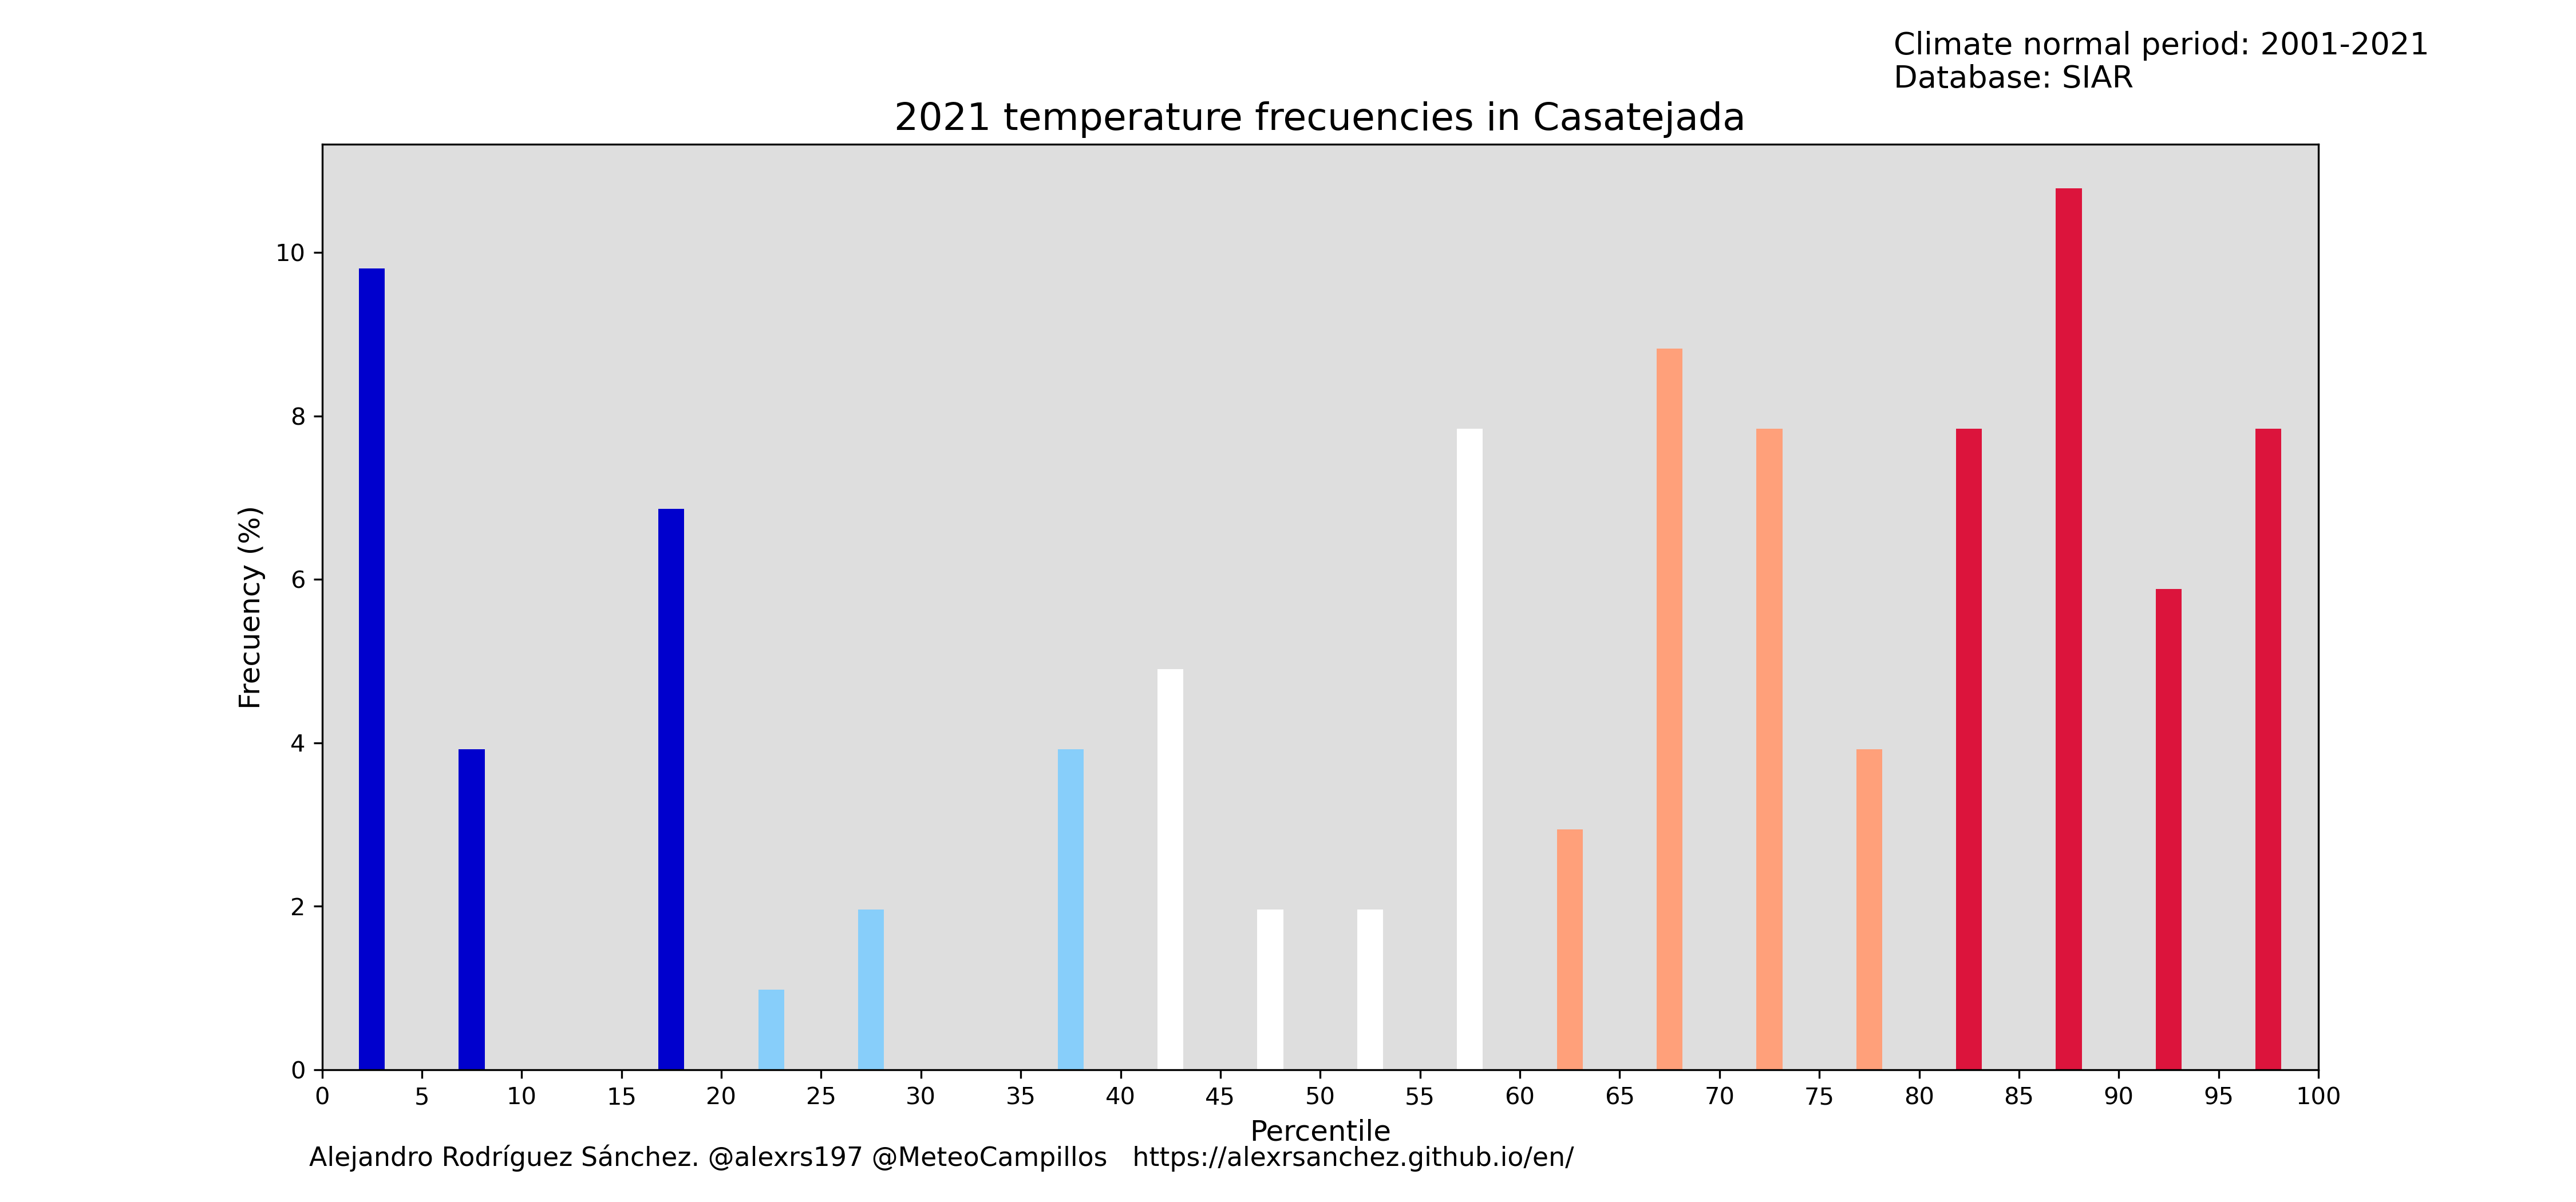 Climate normal period: 2001-2021
Database: SIAR
2021 temperature frecuencies in Casatejada
Frecuency (%)
10
8
6
4
2
0
0 5 10 15 20 25 30 35 40 45 50 55 60 65 70 75 80 85 90 95 100
Percentile
Alejandro Rodríguez Sánchez. @alexrs197 @MeteoCampillos https://alexrsanchez.github.io/en/